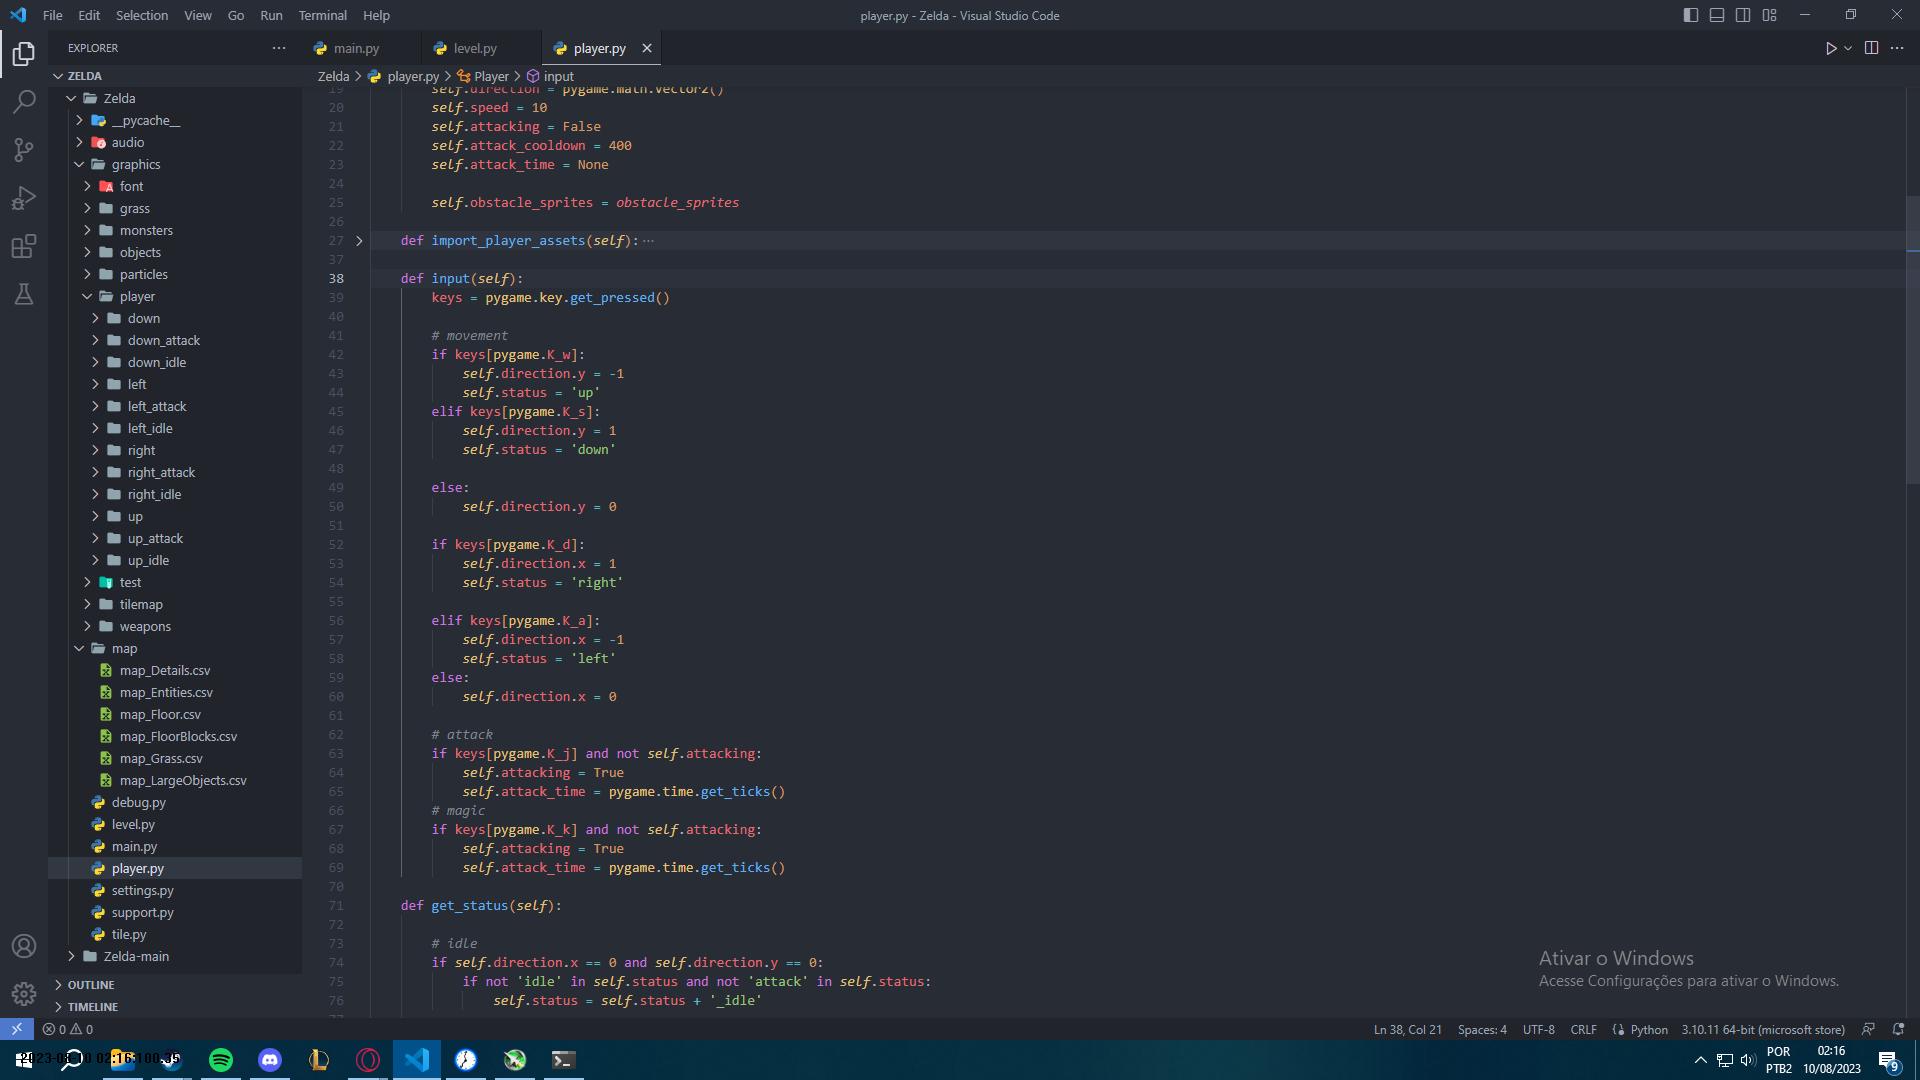 File Edit Selection View Go Run Terminal Help
player.py - Zelda - Visual Studio Code
EXPLORER
main.py
level.py
player.py
ZELDA
Zelda
__pycache__
audio
graphics
font
grass
monsters
objects
particles
player
down
down_attack
down_idle
left
left_attack
left_idle
right
right_attack
right_idle
up
up_attack
up_idle
test
tilemap
weapons
map
map_Details.csv
map_Entities.csv
map_Floor.csv
map_FloorBlocks.csv
map_Grass.csv
map_LargeObjects.csv
debug.py
level.py
main.py
player.py
settings.py
support.py
tile.py
Zelda-main
OUTLINE
TIMELINE
Zelda > player.py > Player > input
19 self.direction = pygame.math.Vector2()
20 self.speed = 10
21 self.attacking = False
22 self.attack_cooldown = 400
23 self.attack_time = None
24
25 self.obstacle_sprites = obstacle_sprites
26
27 def import_player_assets(self): ···
37
38 def input(self):
39 keys = pygame.key.get_pressed()
40
41 # movement
42 if keys[pygame.K_w]:
43 self.direction.y = -1
44 self.status = 'up'
45 elif keys[pygame.K_s]:
46 self.direction.y = 1
47 self.status = 'down'
48
49 else:
50 self.direction.y = 0
51
52 if keys[pygame.K_d]:
53 self.direction.x = 1
54 self.status = 'right'
55
56 elif keys[pygame.K_a]:
57 self.direction.x = -1
58 self.status = 'left'
59 else:
60 self.direction.x = 0
61
62 # attack
63 if keys[pygame.K_j] and not self.attacking:
64 self.attacking = True
65 self.attack_time = pygame.time.get_ticks()
66 # magic
67 if keys[pygame.K_k] and not self.attacking:
68 self.attacking = True
69 self.attack_time = pygame.time.get_ticks()
70
71 def get_status(self):
72
73 # idle
74 if self.direction.x == 0 and self.direction.y == 0:
75 if not 'idle' in self.status and not 'attack' in self.status:
76 self.status = self.status + '_idle'
Ativar o Windows
Acesse Configurações para ativar o Windows.
0 0
Ln 38, Col 21 Spaces: 4 UTF-8 CRLF Python 3.10.11 64-bit (microsoft store)
POR
PTB2
02:16
10/08/2023
9